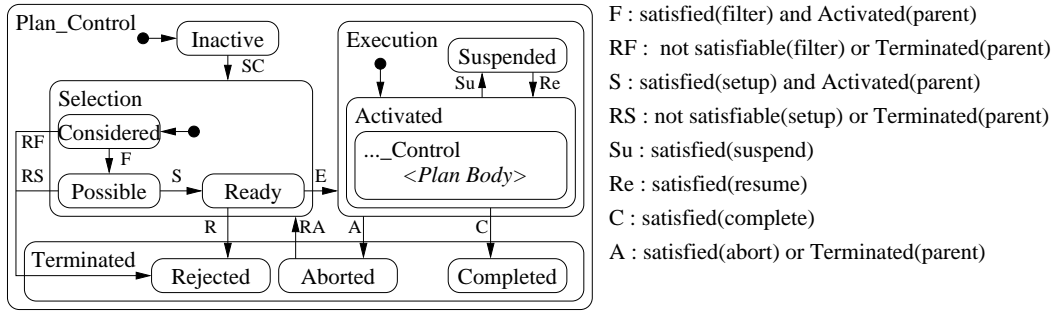 Plan_Control
Inactive
SC
Selection
Considered
RF
F
RS
Possible
S
Ready
E
R
RA
Execution
Suspended
Su
Re
Activated
..._Control
<Plan Body>
A
C
Terminated
Rejected
Aborted
Completed
F : satisfied(filter) and Activated(parent)
RF : not satisfiable(filter) or Terminated(parent)
S : satisfied(setup) and Activated(parent)
RS : not satisfiable(setup) or Terminated(parent)
Su : satisfied(suspend)
Re : satisfied(resume)
C : satisfied(complete)
A : satisfied(abort) or Terminated(parent)